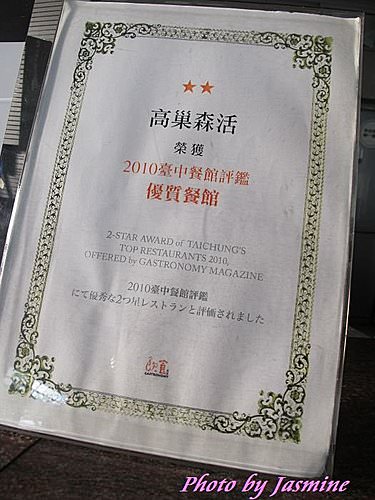 ★★
高巢森活
榮獲
2010臺中餐館評鑑
優質餐館
2-STAR AWARD of TAICHUNG'S
TOP RESTAURANTS 2010,
OFFERED by GASTRONOMY MAGAZINE
2010臺中餐館評鑑
にて優秀な2つ星レストランと評価されました
GASTRONOMY
Photo by Jasmine